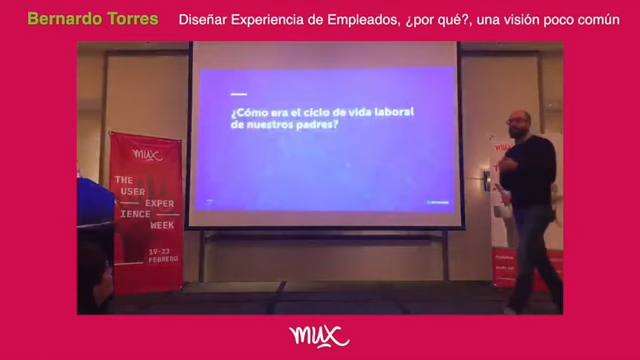 Bernardo Torres Diseñar Experiencia de Empleados, ¿por qué?, una visión poco común
¿Cómo era el ciclo de vida laboral
de nuestros padres?
mux
THE
USER
EXPER
IENCE
WEEK
19-23
FEBRERO
mux
mux